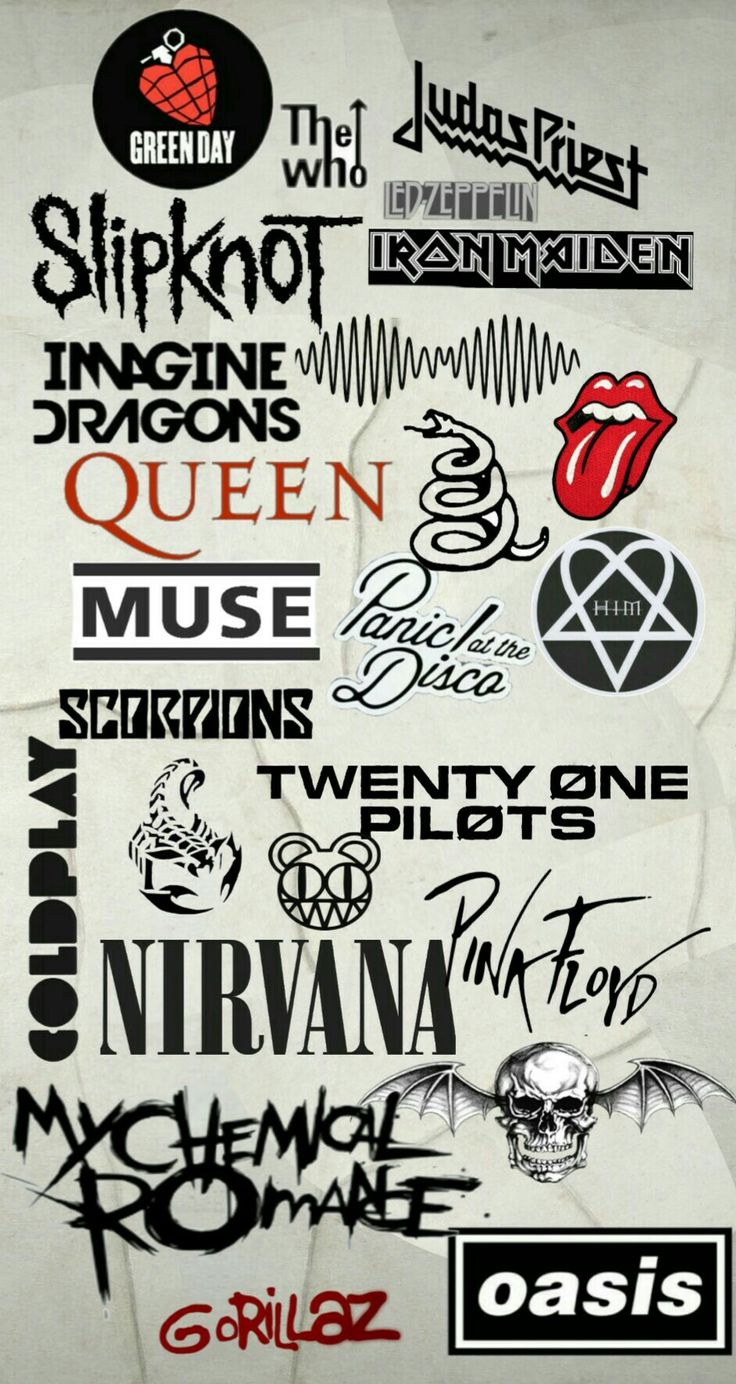 GREEN DAY
The
who
Judas Priest
LED-ZEPPELIN
SLIPKNOT
IRON MAIDEN
IMAGINE
DRAGONS
QUEEN
MUSE
Panic!
at the
Disco
HIM
SCORPIONS
COLDPLAY
TWENTY ØNE
PILØTS
PINK FLOYD
NIRVANA
MY CHEMICAL
ROMANCE
oasis
GORILLAZ